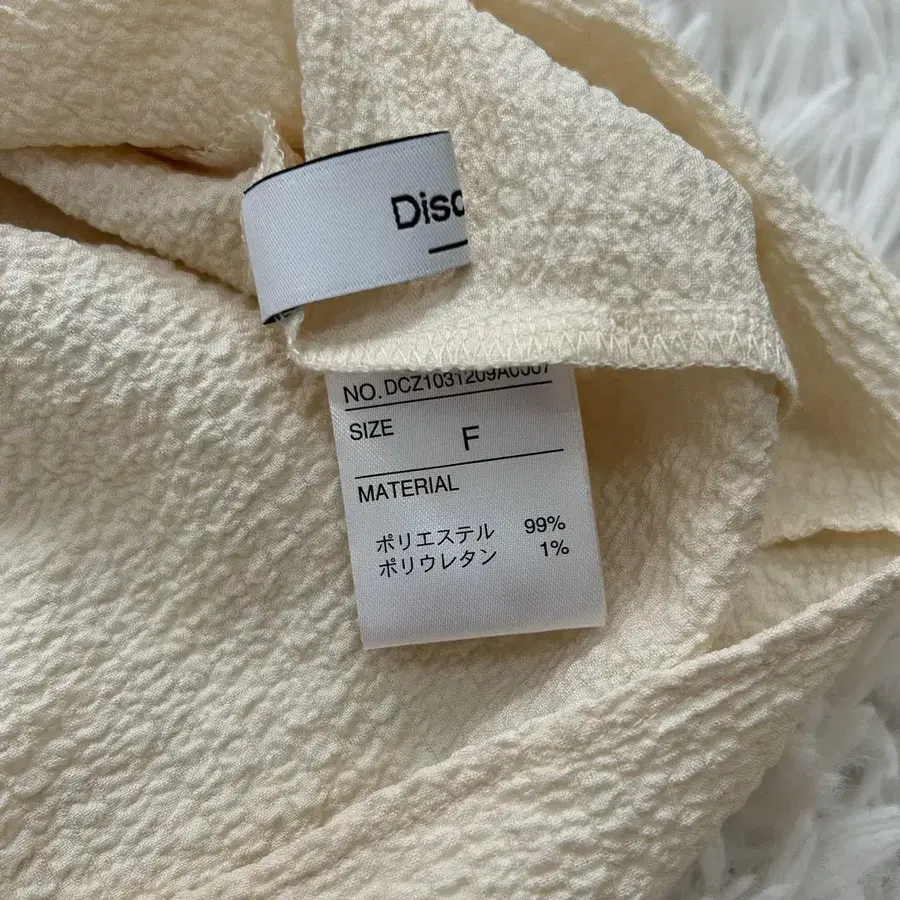 Disc
NO. DCZ1031209A0007
SIZE
F
MATERIAL
ポリエステル 99%
ポリウレタン 1%